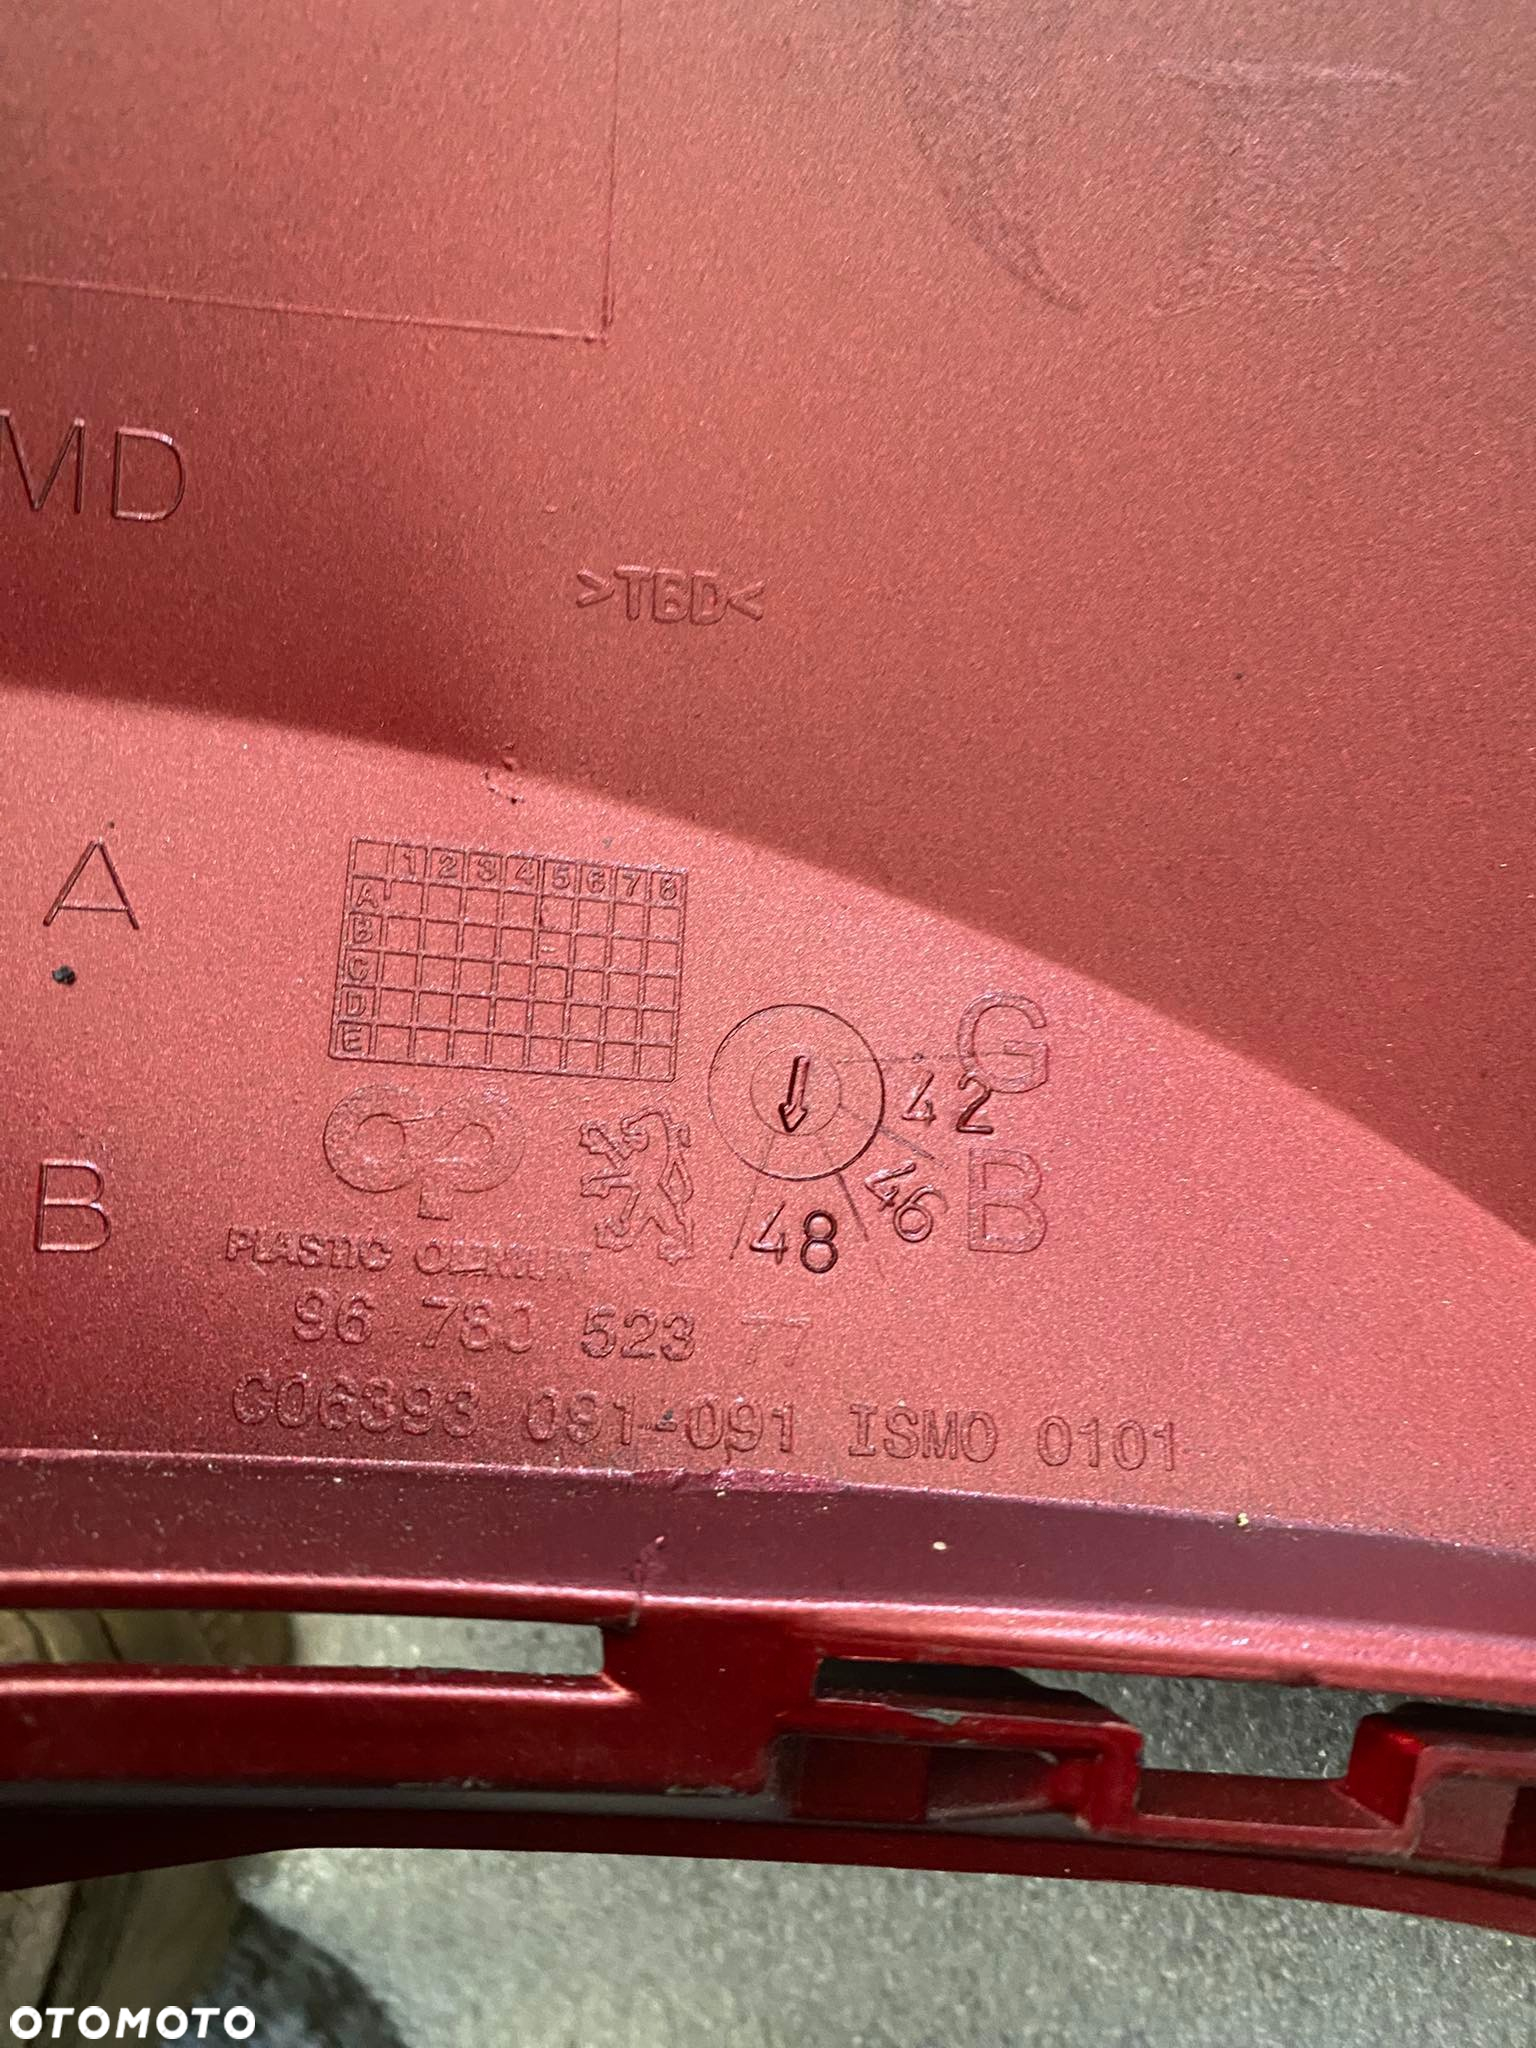 MD
>TBD<
A
1 2 3 4 5 6 7 8
A
B
C
D
E
G
42
46
48
B
B
PLASTIC OMNIUM
96 780 523 77
C06393 091-091 ISMO 0101
OTOMOTO